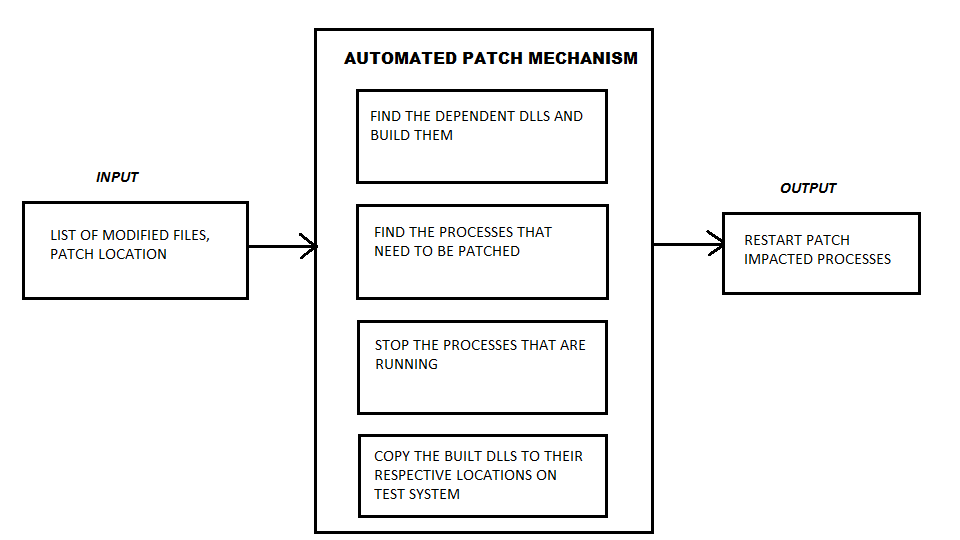 AUTOMATED PATCH MECHANISM
FIND THE DEPENDENT DLLS AND
BUILD THEM
INPUT
LIST OF MODIFIED FILES,
PATCH LOCATION
FIND THE PROCESSES THAT
NEED TO BE PATCHED
STOP THE PROCESSES THAT ARE
RUNNING
COPY THE BUILT DLLS TO THEIR
RESPECTIVE LOCATIONS ON
TEST SYSTEM
OUTPUT
RESTART PATCH
IMPACTED PROCESSES